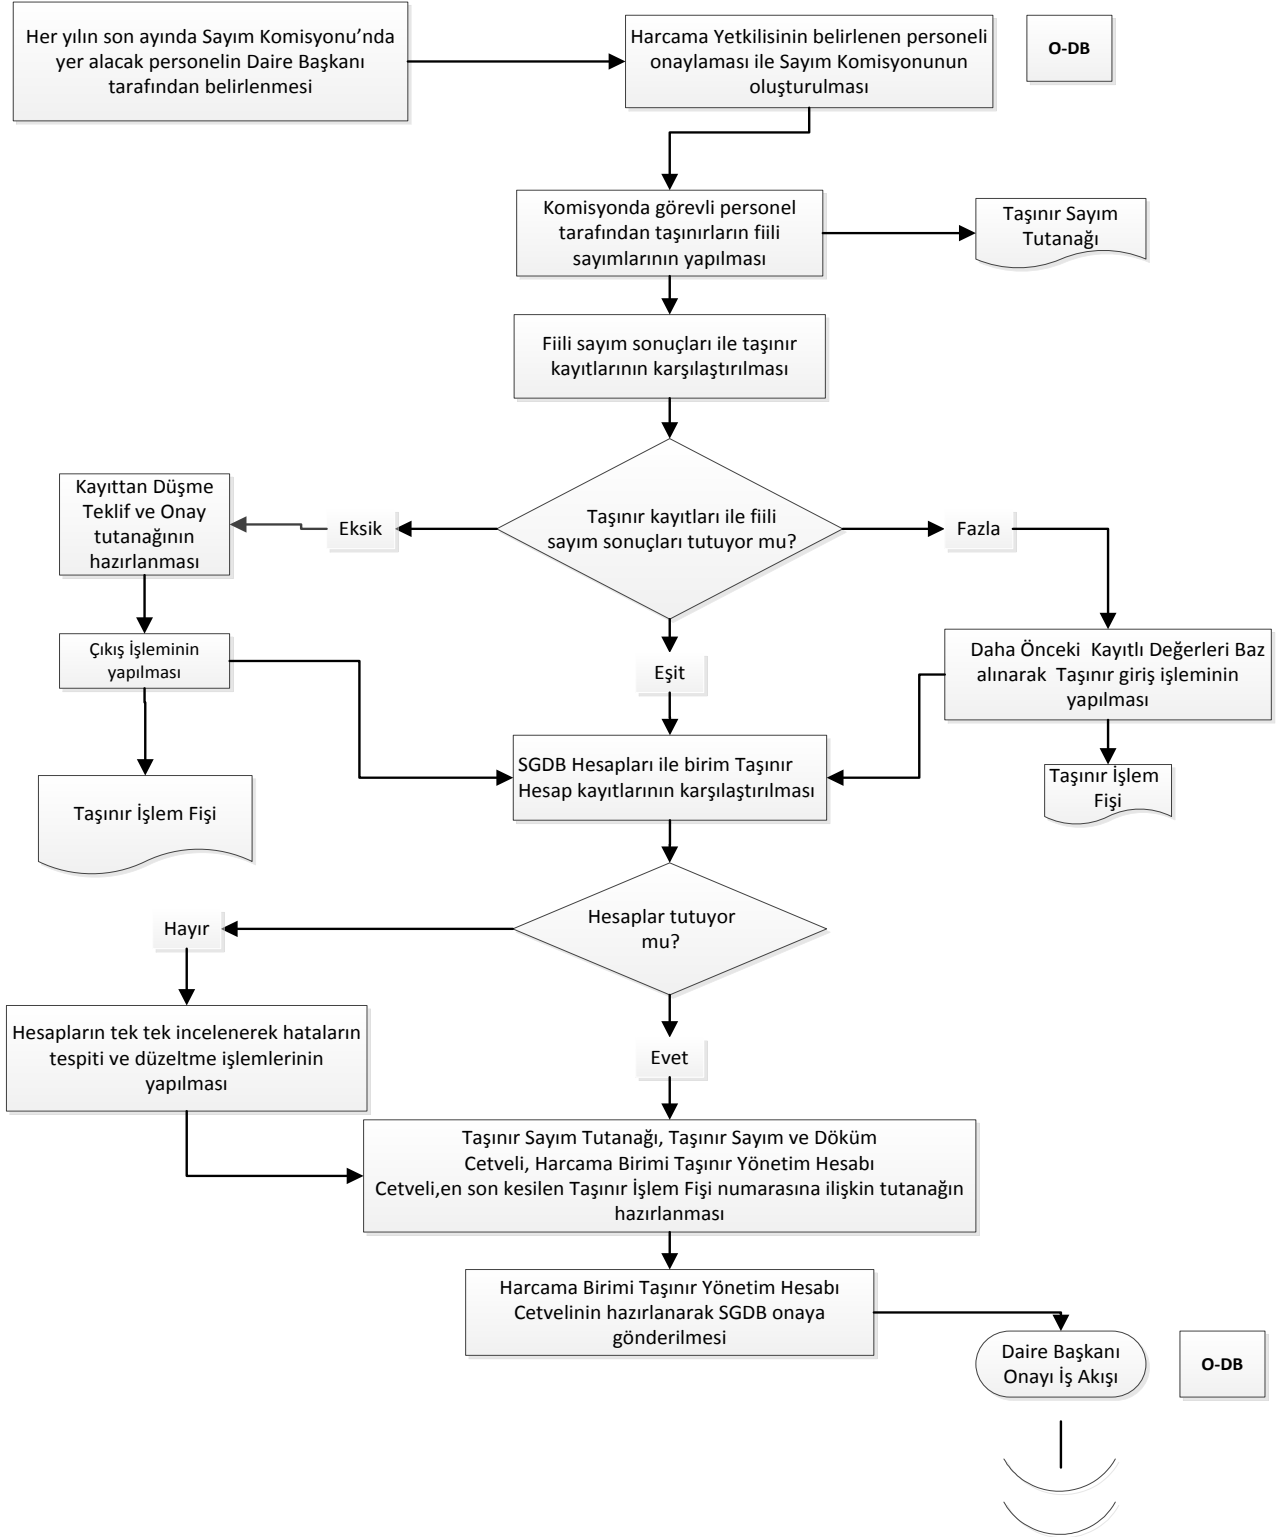 Her yılın son ayında Sayım Komisyonu’nda
yer alacak personelin Daire Başkanı
tarafından belirlenmesi
Harcama Yetkilisinin belirlenen personeli
onaylaması ile Sayım Komisyonunun
oluşturulması
O-DB
Komisyonda görevli personel
tarafından taşınırların fiili
sayımlarının yapılması
Taşınır Sayım
Tutanağı
Fiili sayım sonuçları ile taşınır
kayıtlarının karşılaştırılması
Kayıttan Düşme
Teklif ve Onay
tutanağının
hazırlanması
Eksik
Taşınır kayıtları ile fiili
sayım sonuçları tutuyor mu?
Fazla
Çıkış İşleminin
yapılması
Eşit
Daha Önceki  Kayıtlı Değerleri Baz
alınarak  Taşınır giriş işleminin
yapılması
SGDB Hesapları ile birim Taşınır
Hesap kayıtlarının karşılaştırılması
Taşınır İşlem Fişi
Taşınır İşlem
Fişi
Hesaplar tutuyor
mu?
Hayır
Hesapların tek tek incelenerek hataların
tespiti ve düzeltme işlemlerinin
yapılması
Evet
Taşınır Sayım Tutanağı, Taşınır Sayım ve Döküm
Cetveli, Harcama Birimi Taşınır Yönetim Hesabı
Cetveli,en son kesilen Taşınır İşlem Fişi numarasına ilişkin tutanağın
hazırlanması
Harcama Birimi Taşınır Yönetim Hesabı
Cetvelinin hazırlanarak SGDB onaya
gönderilmesi
Daire Başkanı
Onayı İş Akışı
O-DB